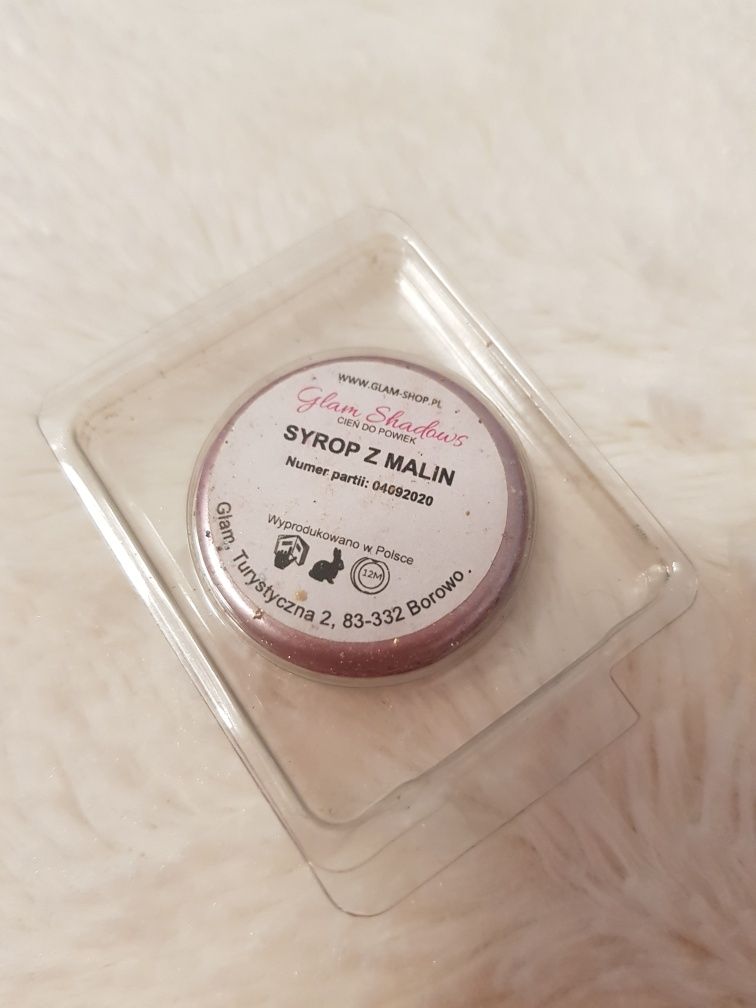 WWW.GLAM-SHOP.PL
Glam Shadows
CIEŃ DO POWIEK
SYROP Z MALIN
Numer partii: 04092020
Wyprodukowano w Polsce
12M
Glam, Turystyczna 2, 83-332 Borowo.